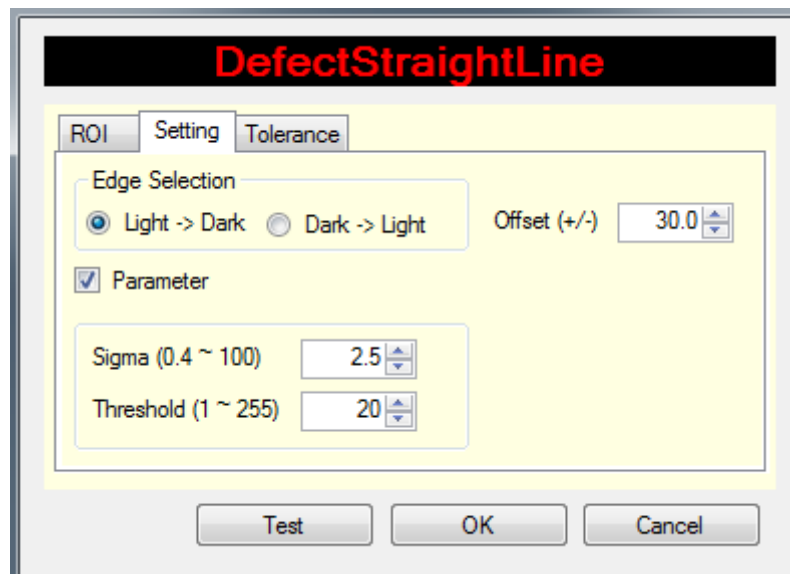 DefectStraightLine
ROI Setting Tolerance
Edge Selection
Light -> Dark Dark -> Light Offset (+/-) 30.0
Parameter
Sigma (0.4 ~ 100) 2.5
Threshold (1 ~ 255) 20
Test OK Cancel